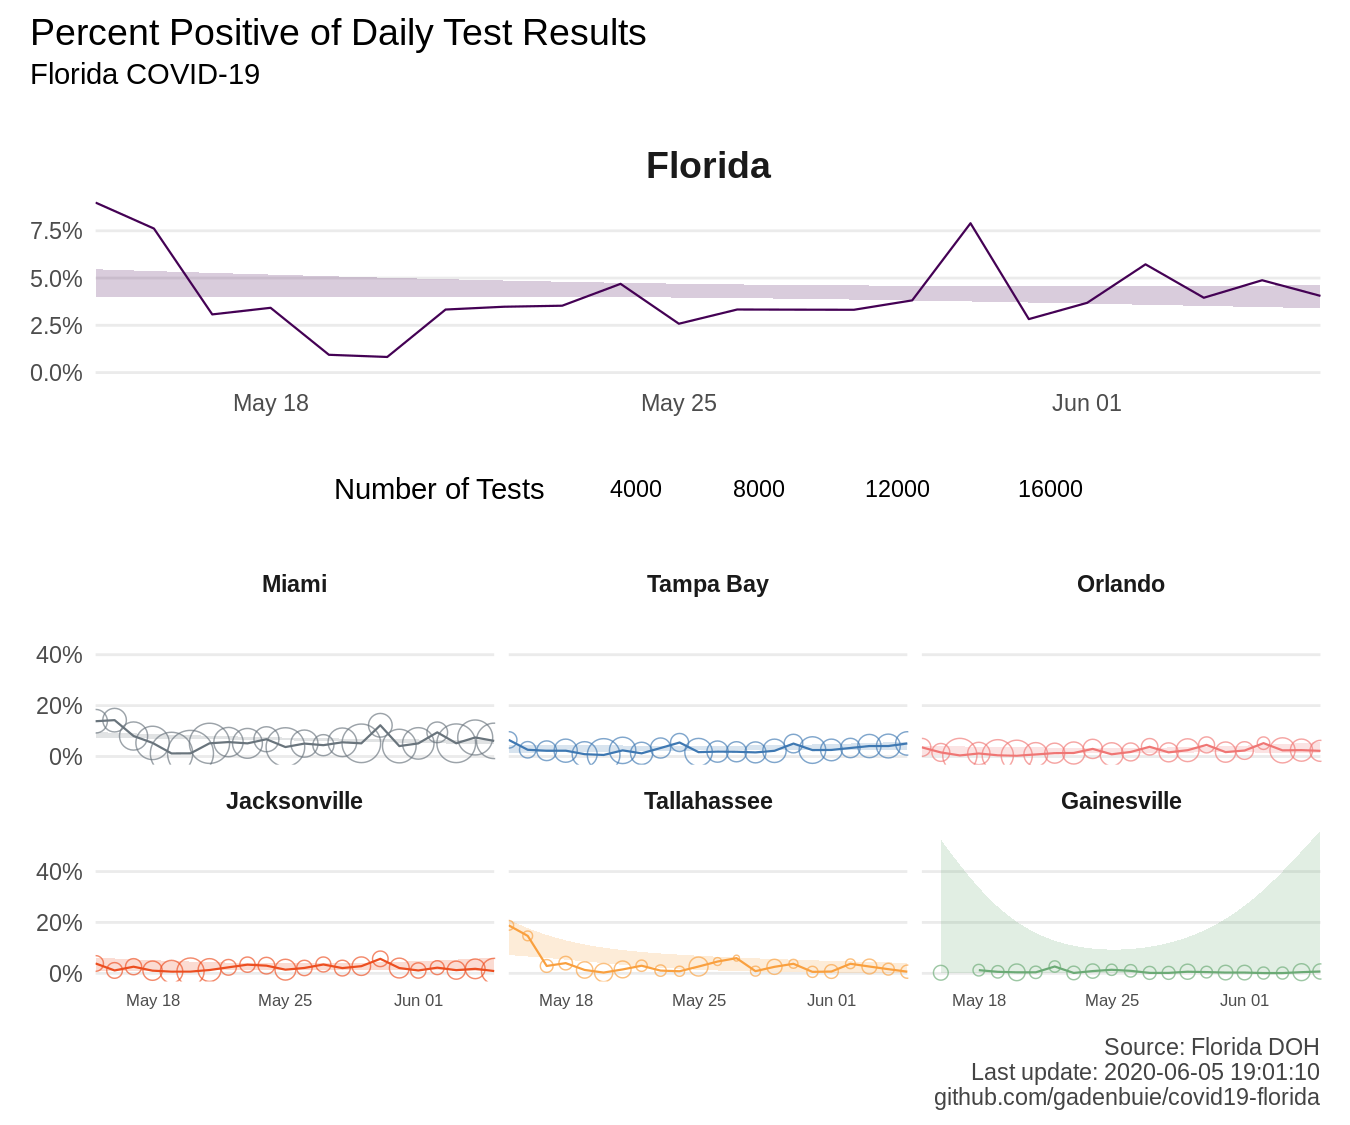 Percent Positive of Daily Test Results
Florida COVID-19
Florida
7.5%
5.0%
2.5%
0.0%
May 18 May 25 Jun 01
Number of Tests 4000 8000 12000 16000
Miami Tampa Bay Orlando
40%
20%
0%
Jacksonville Tallahassee Gainesville
40%
20%
0%
May 18 May 25 Jun 01 May 18 May 25 Jun 01 May 18 May 25 Jun 01
Source: Florida DOH
Last update: 2020-06-05 19:01:10
github.com/gadenbuie/covid19-florida